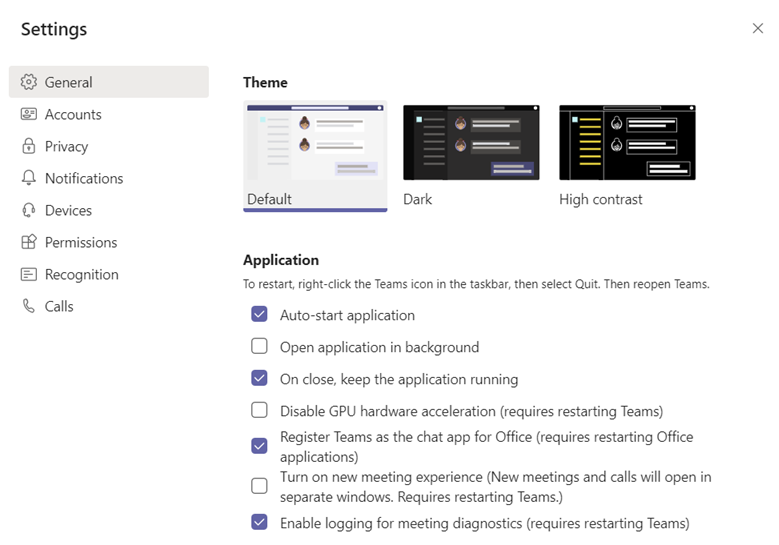 Settings
General
Accounts
Privacy
Notifications
Devices
Permissions
Recognition
Calls
Theme
Default
Dark
High contrast
Application
To restart, right-click the Teams icon in the taskbar, then select Quit. Then reopen Teams.
Auto-start application
Open application in background
On close, keep the application running
Disable GPU hardware acceleration (requires restarting Teams)
Register Teams as the chat app for Office (requires restarting Office
applications)
Turn on new meeting experience (New meetings and calls will open in
separate windows. Requires restarting Teams.)
Enable logging for meeting diagnostics (requires restarting Teams)